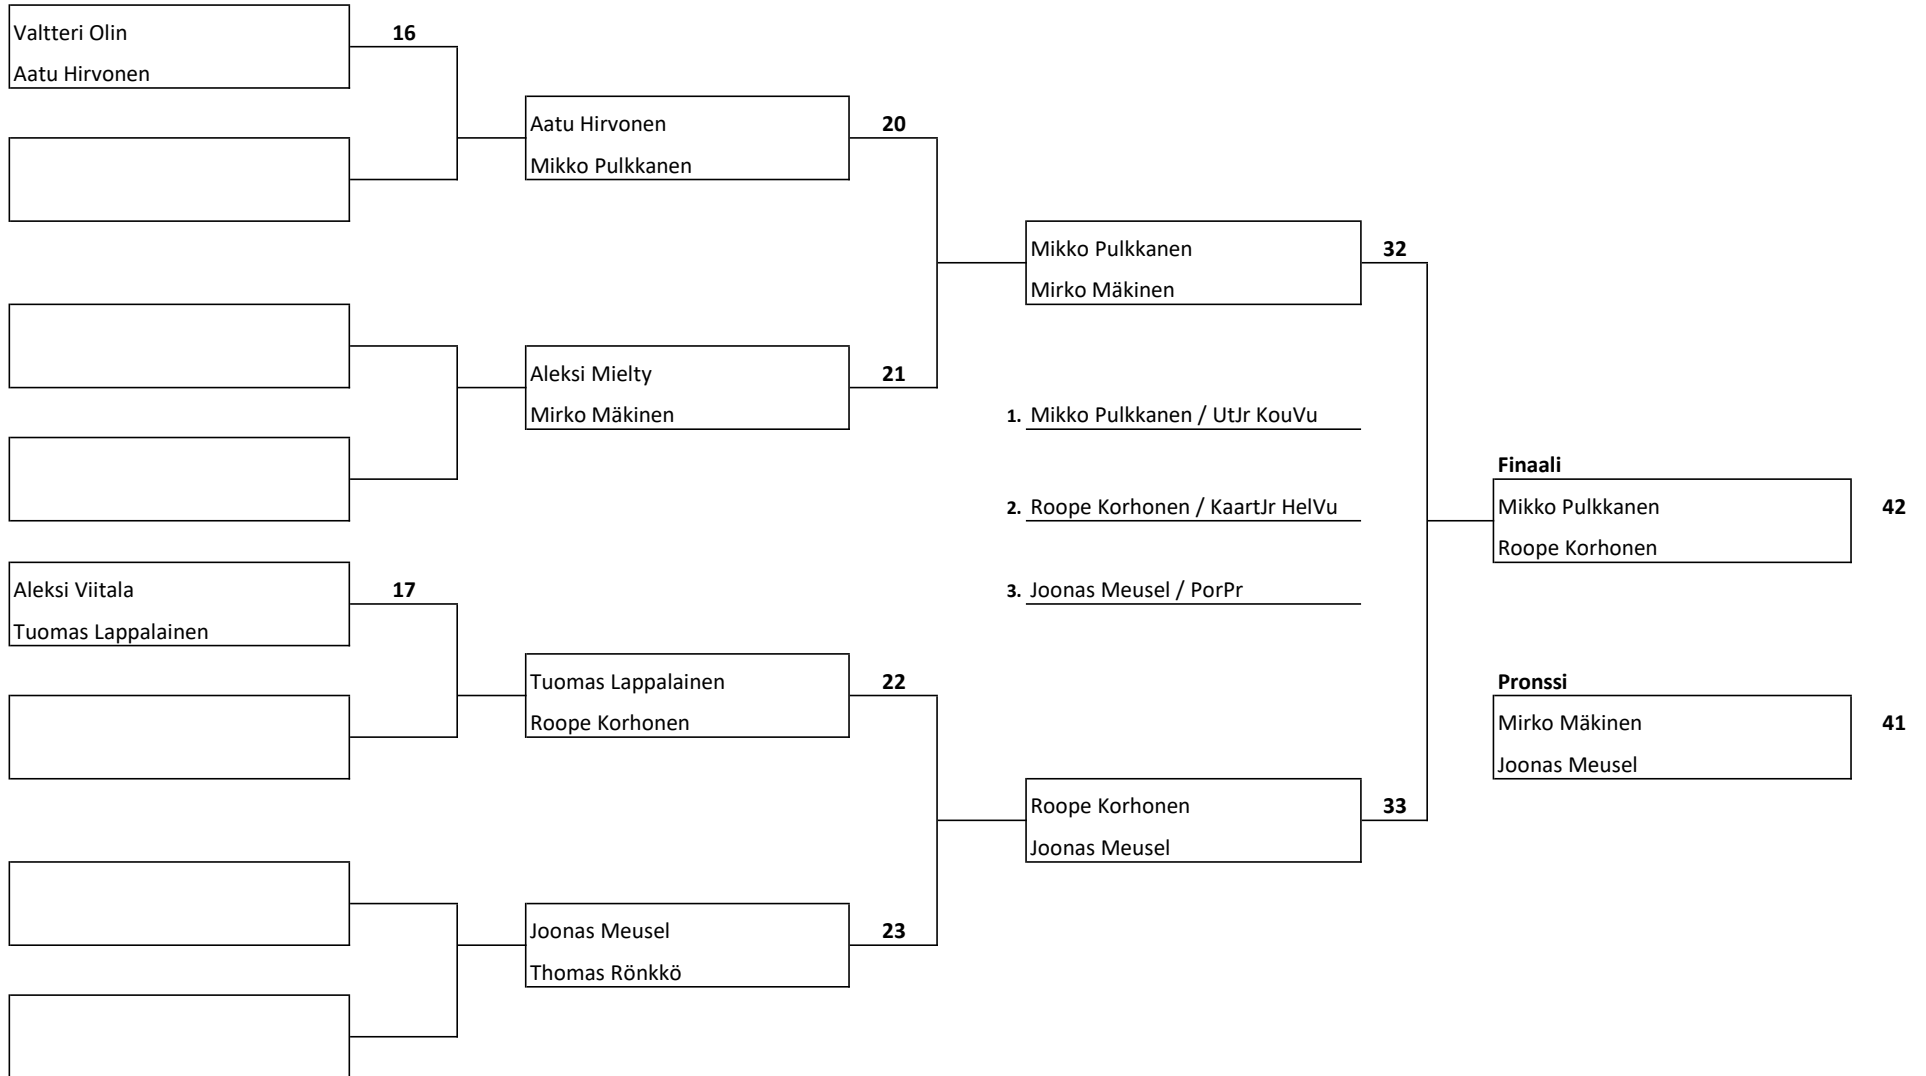 Valtteri Olin
16
Aatu Hirvonen
Aatu Hirvonen
20
Mikko Pulkkanen
Mikko Pulkkanen
32
Mirko Mäkinen
Aleksi Mielty
21
Mirko Mäkinen
1. Mikko Pulkkanen / UtJr KouVu
Finaali
2. Roope Korhonen / KaartJr HelVu
Mikko Pulkkanen
42
Roope Korhonen
Aleksi Viitala
17
3. Joonas Meusel / PorPr
Tuomas Lappalainen
Tuomas Lappalainen
22
Pronssi
Roope Korhonen
Mirko Mäkinen
41
Joonas Meusel
Roope Korhonen
33
Joonas Meusel
Joonas Meusel
23
Thomas Rönkkö